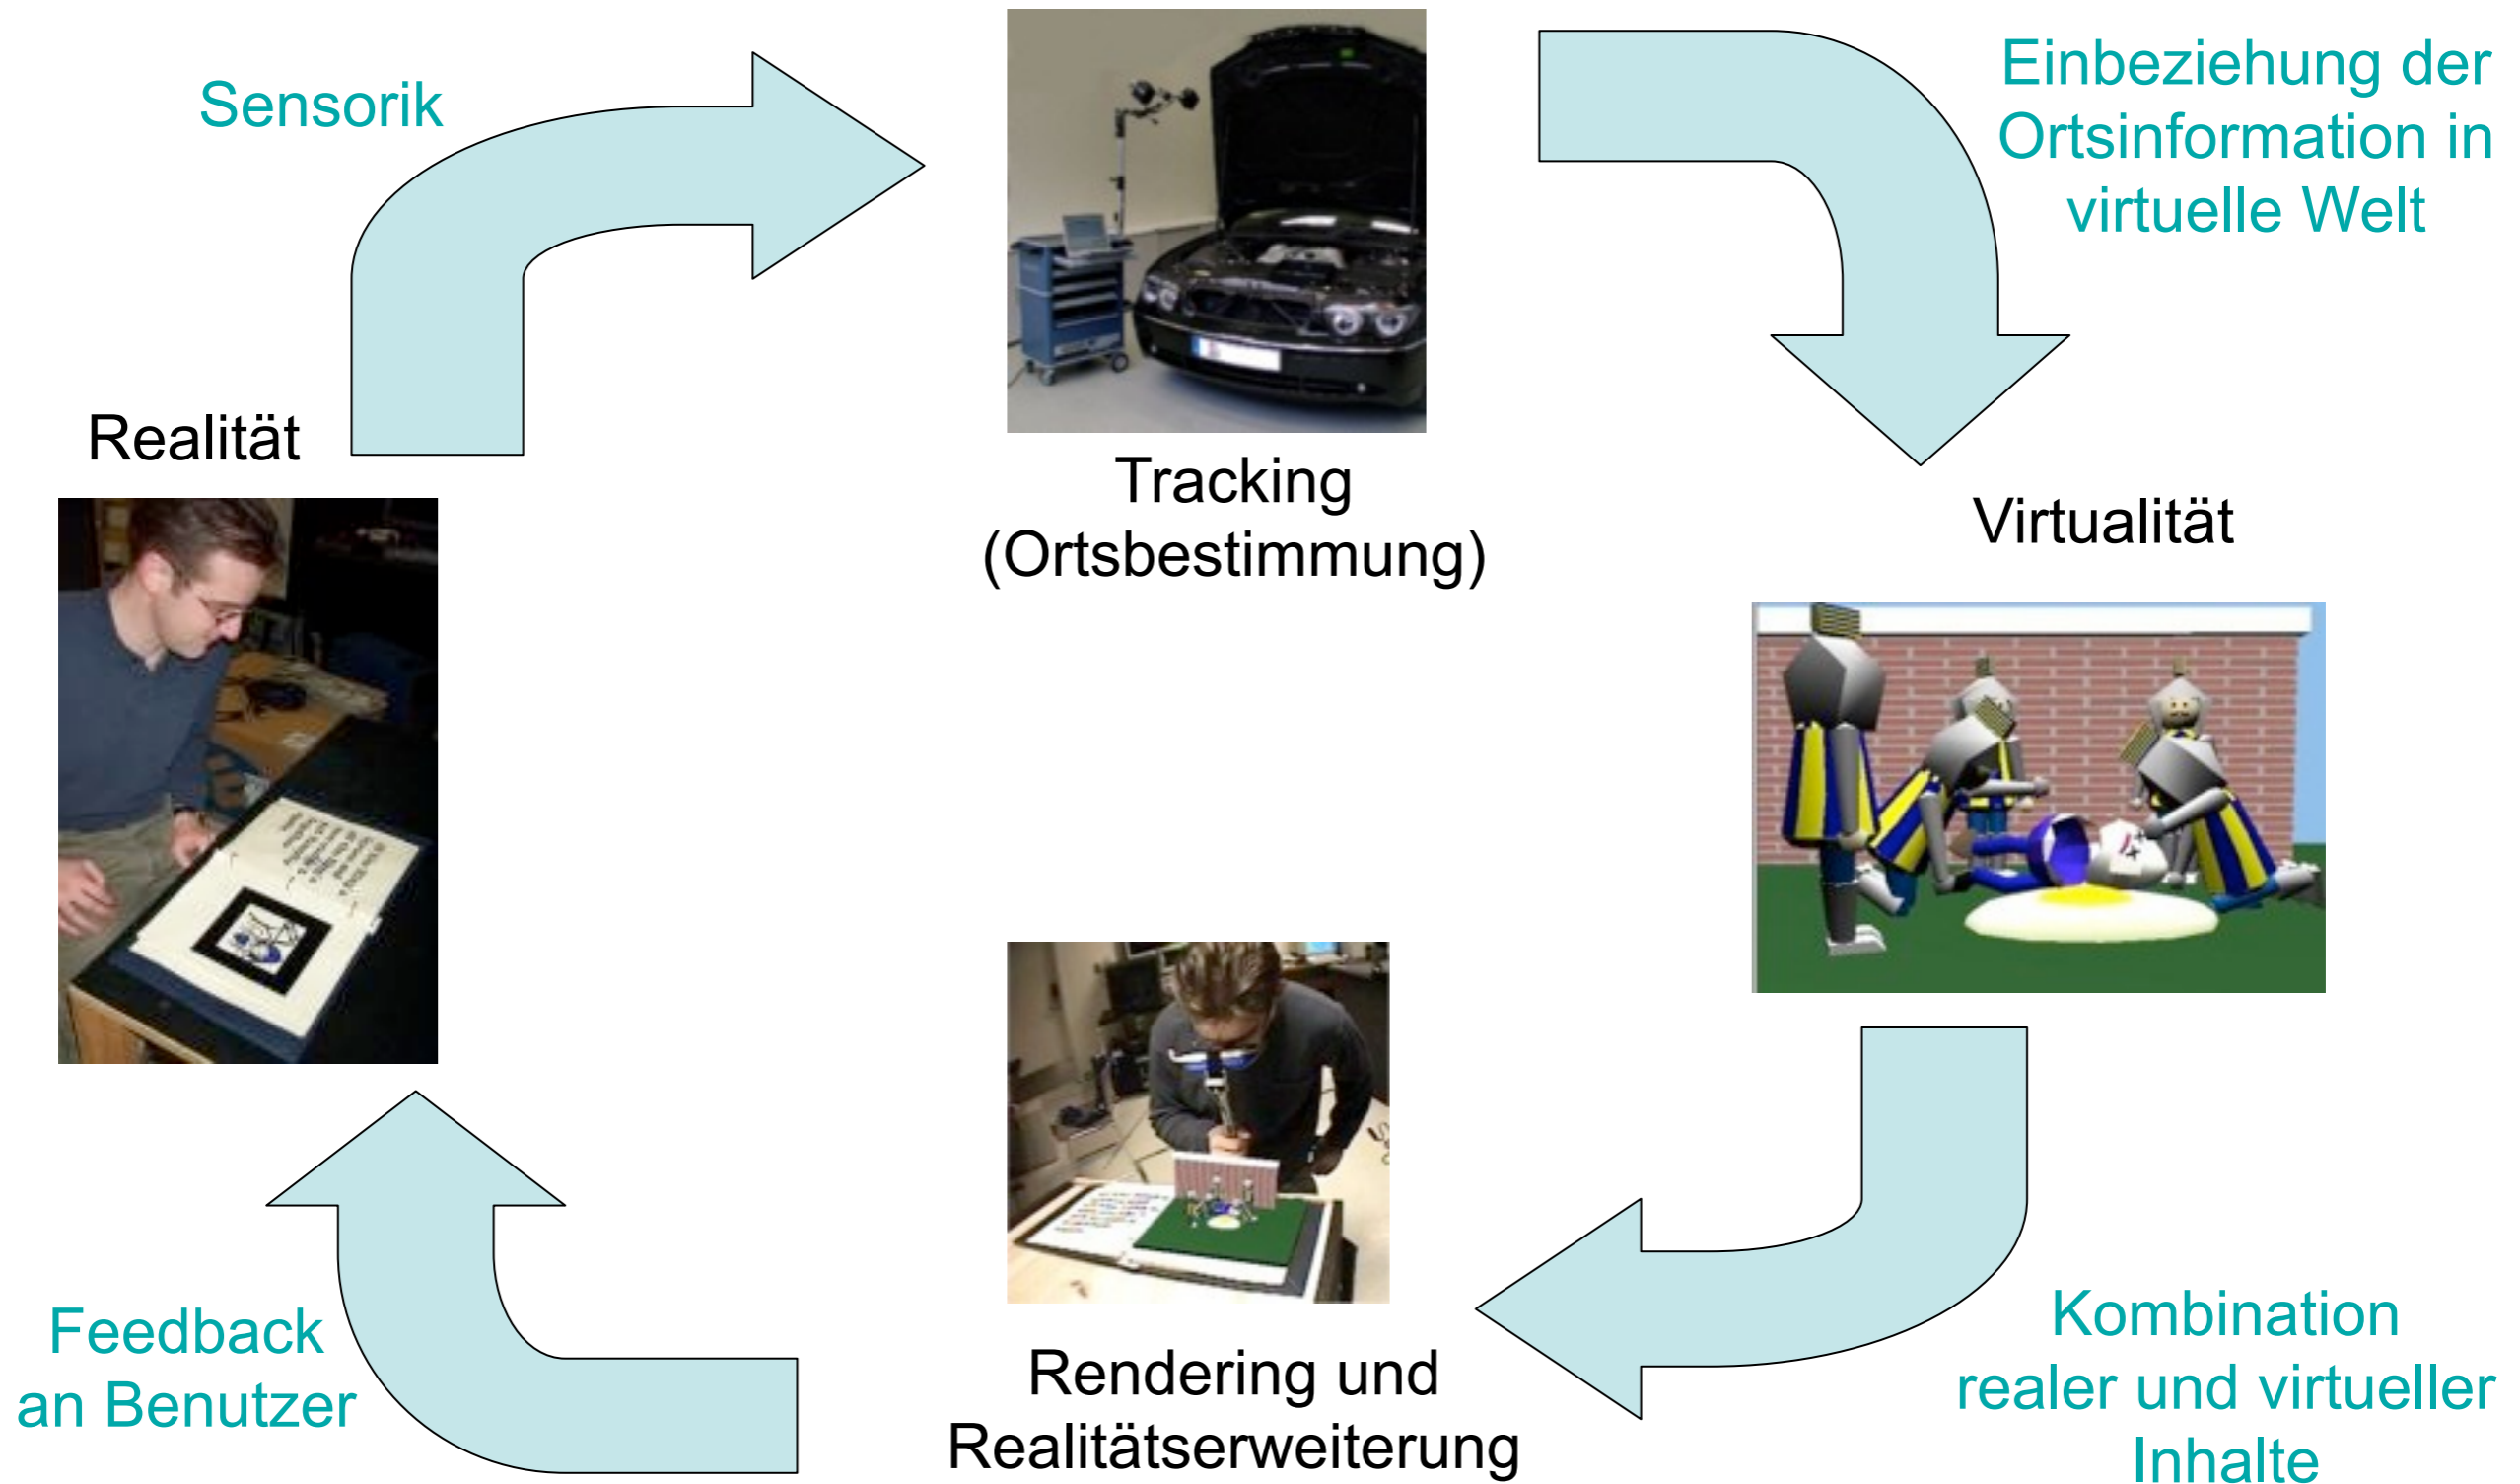 Sensorik
Einbeziehung der
Ortsinformation in
virtuelle Welt
Realität
Tracking
(Ortsbestimmung)
Virtualität
Feedback
an Benutzer
Rendering und
Realitätserweiterung
Kombination
realer und virtueller
Inhalte